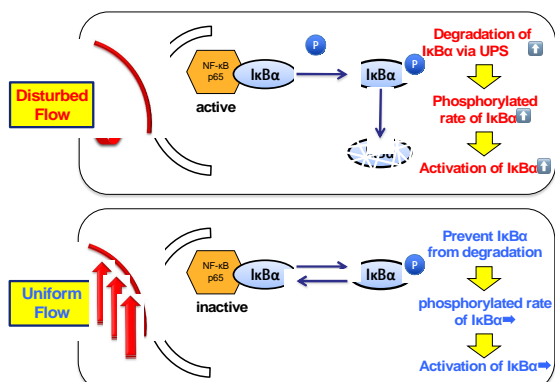 Disturbed
Flow
NF-κB
p65
IκBα
active
P
IκBα
P
Degradation of
IκBα via UPS ⬆
Phosphorylated
rate of IκBα⬆
Activation of IκBα⬆
Uniform
Flow
NF-κB
p65
IκBα
inactive
IκBα
P
Prevent IκBα
from degradation
phosphorylated rate
of IκBα➡
Activation of IκBα➡